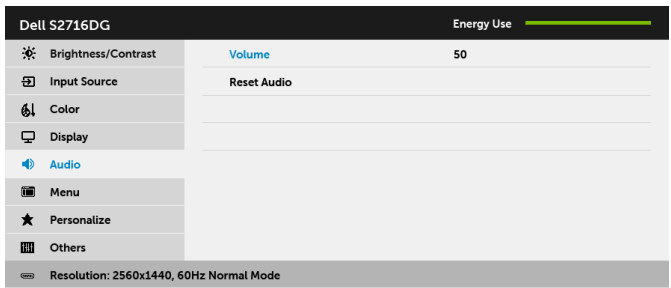 Dell S2716DG Energy Use
Brightness/Contrast Volume 50
Input Source Reset Audio
Color
Display
Audio
Menu
Personalize
Others
Resolution: 2560x1440, 60Hz Normal Mode